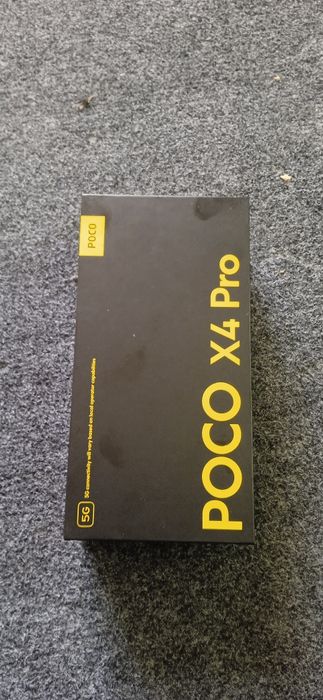 POCO
POCO X4 Pro
5G
5G connectivity will vary based on local operator capabilities